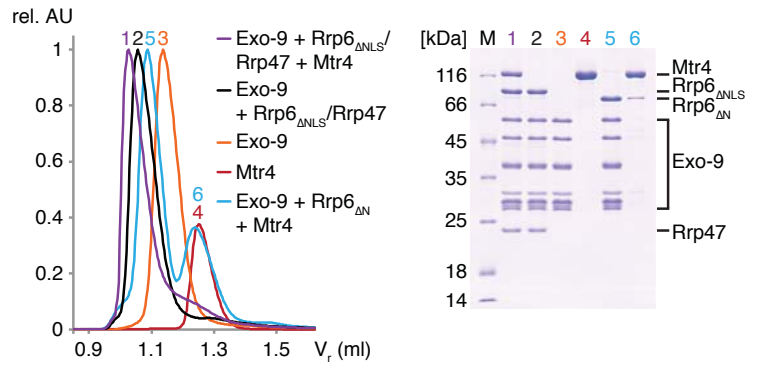 rel. AU
1 2 5 3
1
0.8
0.6
0.4
0.2
0
6
4
0.9 1.1 1.3 1.5
Vr (ml)
Exo-9 + RRp6ΔNLS/
Rrp47 + Mtr4
Exo-9
+ Rrp6ΔNLS/Rrp47
Exo-9
Mtr4
Exo-9 + Rrp6ΔN
+ Mtr4
[kDa] M 1 2 3 4 5 6
116
66
45
35
25
18
14
Mtr4
Rrp6ΔNLS
Rrp6ΔN
Exo-9
Rrp47